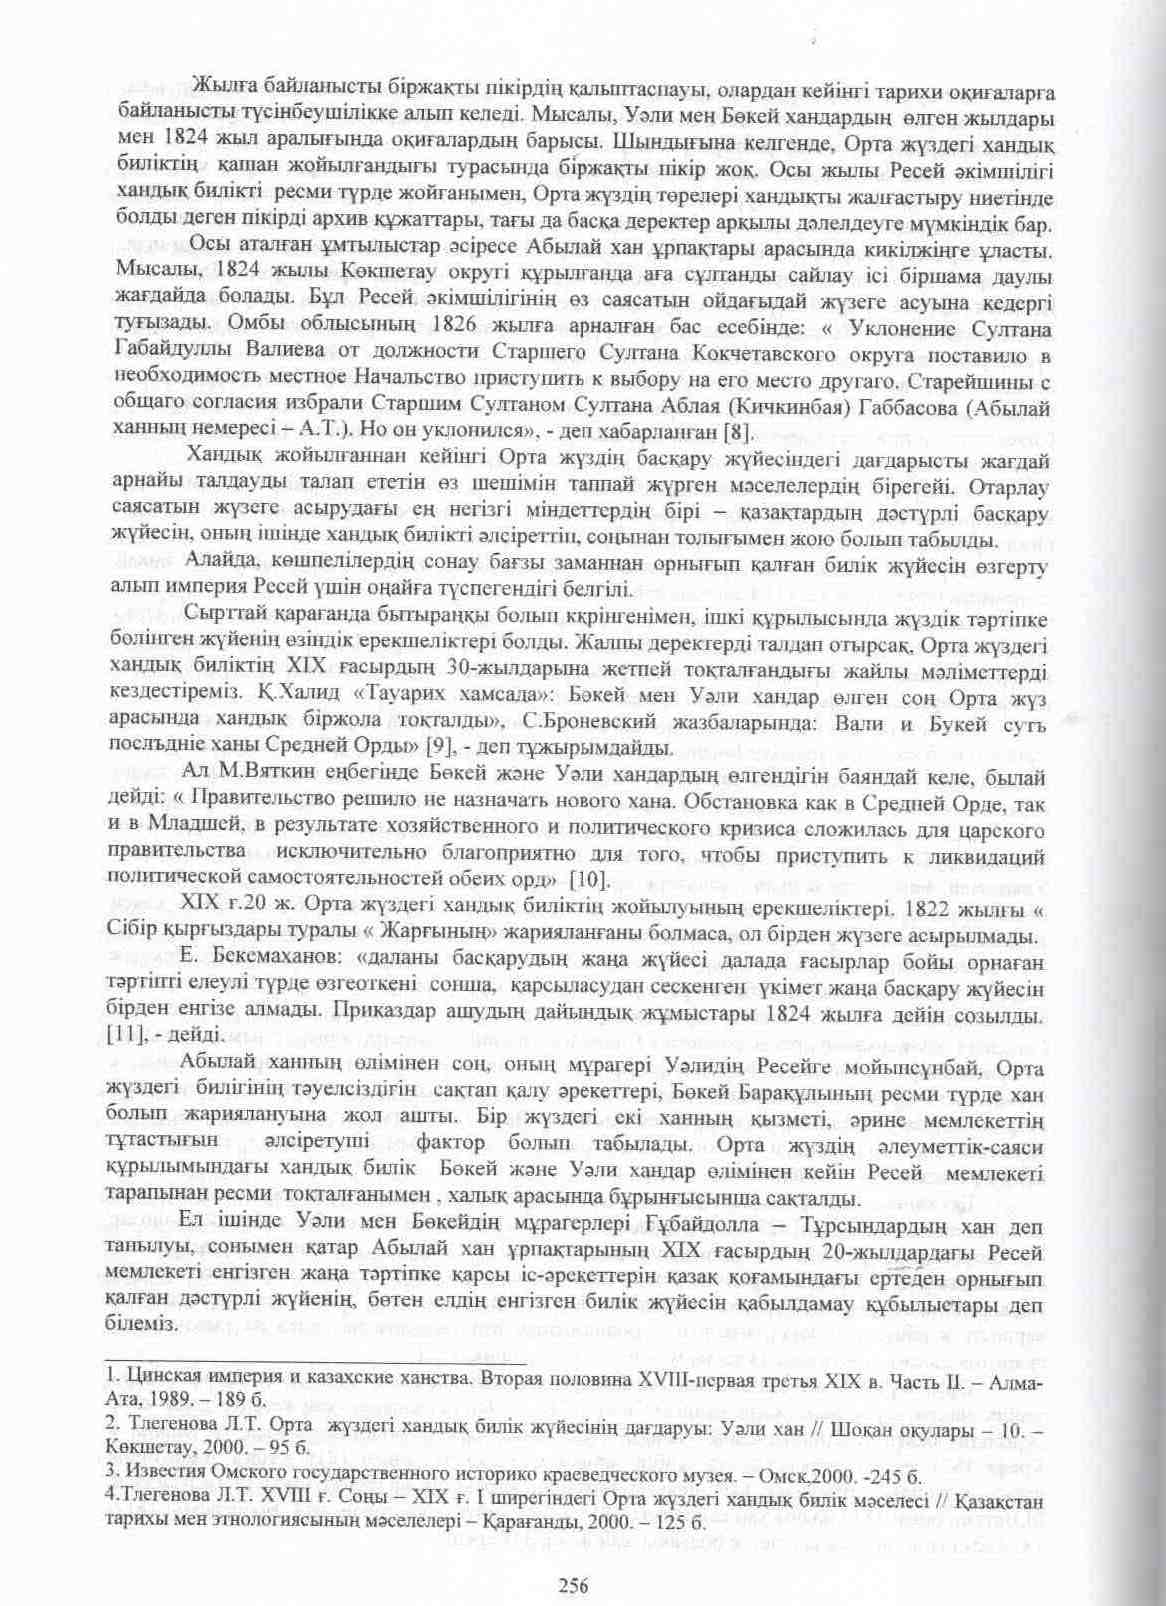 Жылға байланысты біржақты пікірдің қалыптаспауы, олардан кейінгі тарихи оқиғаларға
байланысты түсінбеушілікке алып келеді. Мысалы, Уәли мен Бөкей хандардың өлген жылдары
мен 1824 жыл аралығында оқиғалардың барысы. Шындығына келгенде, Орта жүздегі хандық
биліктің қашан жойылғандығы турасында біржақты пікір жоқ. Осы жылы Ресей әкімшілігі
хандық билікті ресми түрде жойғанымен, Орта жүздің төрелері хандықты жалғастыру ниетінде
болды деген пікірді архив құжаттары, тағы да басқа деректер арқылы дәлелдеуге мүмкіндік бар.
Осы аталған ұмтылыстар әсіресе Абылай хан ұрпақтары арасында кикілжіңге ұласты.
Мысалы, 1824 жылы Көкшетау округі құрылғанда аға сұлтанды сайлау ісі біршама даулы
жағдайда болады. Бұл Ресей әкімшілігінің өз саясатын ойдағыдай жүзеге асуына кедергі
туғызады. Омбы облысының 1826 жылға арналған бас есебінде: « Уклонение Султана
Габайдуллы Валиева от должности Старшего Султана Кокчетавского округа поставило в
необходимость местное Начальство приступить к выбору на его место другаго. Старейшины с
общаго согласия избрали Старшим Султаном Султана Аблая (Кичкинбая) Габбасова (Абылай
ханның немересі – А.Т.). Но он уклонился», - деп хабарланған [8].
Хандық жойылғаннан кейінгі Орта жүздің басқару жүйесіндегі дағдарысты жағдай
арнайы талдауды талап ететін өз шешімін таппай жүрген мәселелердің бірегейі. Отарлау
саясатын жүзеге асырудағы ең негізгі міндеттердің бірі – қазақтардың дәстүрлі басқару
жүйесін, оның ішінде хандық билікті әлсіреттіп, соңынан толығымен жою болып табылды.
Алайда, көшпелілердің сонау бағзы заманнан орнығып қалған билік жүйесін өзгерту
алып империя Ресей үшін оңайға түспегендігі белгілі.
Сырттай қарағанда бытыраңқы болып кқрінгенімен, ішкі құрылысында жүздік тәртіпке
болінген жүйенің өзіндік ерекшеліктері болды. Жалпы деректерді талдап отырсақ, Орта жүздегі
хандық биліктің XIX ғасырдың 30-жылдарына жетпей тоқталғандығы жайлы мәліметтерді
кездестіреміз. Қ.Халид «Тауарих хамсада»: Бәкей мен Уәли хандар өлген соң Орта жүз
арасында хандық біржола тоқталды», С.Броневский жазбаларында: Вали и Букей суть
послъдніе ханы Средней Орды» [9], - деп тұжырымдайды.
Ал М.Вяткин еңбегінде Бөкей және Уәли хандардың өлгендігін баяндай келе, былай
дейді: « Правительство решило не назначать нового хана. Обстановка как в Средней Орде, так
и в Младшей, в результате хозяйственного и политического кризиса сложилась для царского
правительства исключительно благоприятно для того, чтобы приступить к ликвидаций
политической самостоятельностей обеих орд» [10].
XIX ғ.20 ж. Орта жүздегі хандық биліктің жойылуының ерекшеліктері. 1822 жылғы «
Сібір қырғыздары туралы « Жарғының» жарияланғаны болмаса, ол бірден жүзеге асырылмады.
Е. Бекемаханов: «даланы басқарудың жаңа жүйесі далада ғасырлар бойы орнаған
тәртіпті елеулі түрде өзгеоткені сонша, қарсыласудан сескенген үкімет жаңа басқару жүйесін
бірден енгізе алмады. Приказдар ашудың дайындық жұмыстары 1824 жылға дейін созылды.
[11], - дейді.
Абылай ханның өлімінен соң, оның мұрагері Уәлидің Ресейге мойынсұнбай, Орта
жүздегі билігінің тәуелсіздігін сақтап қалу әрекеттері, Бөкей Барақұлының ресми түрде хан
болып жариялануына жол ашты. Бір жүздегі екі ханның қызметі, әрине мемлекеттің
тұтастығын әлсіретуші фактор болып табылады. Орта жүздің әлеуметтік-саяси
құрылымындағы хандық билік Бөкей және Уәли хандар өлімінен кейін Ресей мемлекеті
тарапынан ресми тоқталғанымен , халық арасында бұрынғысынша сақталды.
Ел ішінде Уәли мен Бөкейдің мұрагерлері Ғұбайдолла – Тұрсындардың хан деп
танылуы, сонымен қатар Абылай хан ұрпақтарының XIX ғасырдың 20-жылдардағы Ресей
мемлекеті енгізген жаңа тәртіпке қарсы іс-әрекеттерін қазақ қоғамындағы ертеден орнығып
қалған дәстүрлі жүйенің, бөтен елдің енгізген билік жүйесін қабылдамау құбылыстары деп
білеміз.
1. Цинская империя и казахские ханства. Вторая половина XVIII-первая третья XIX в. Часть II. – Алма-
Ата, 1989. – 189 б.
2. Тлегенова Л.Т. Орта жүздегі хандық билік жүйесінің дағдаруы: Уәли хан // Шоқан оқулары – 10. –
Көкшетау, 2000. – 95 б.
3. Известия Омского государственного историко краеведческого музея. – Омск.2000. -245 б.
4.Тлегенова Л.Т. XVIII ғ. Соңы – XIX ғ. I ширегіндегі Орта жүздегі хандық билік мәселесі // Қазақстан
тарихы мен этнологиясының мәселелері – Қарағанды, 2000. – 125 б.
256